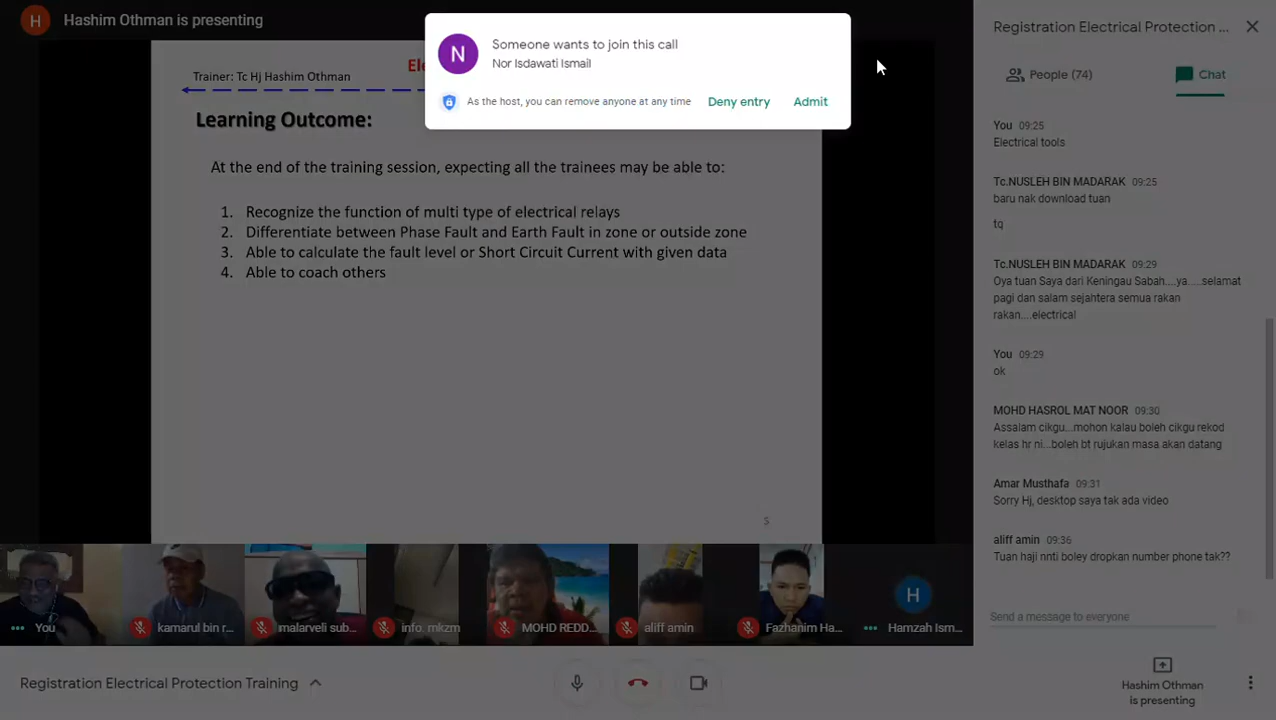 H
Hashim Othman is presenting
Trainer: Tc Hj Hashim Othman
Learning Outcome:
At the end of the training session, expecting all the trainees may be able to:
1. Recognize the function of multi type of electrical relays
2. Differentiate between Phase Fault and Earth Fault in zone or outside zone
3. Able to calculate the fault level or Short Circuit Current with given data
4. Able to coach others
5
N
Someone wants to join this call
Nor Isdawati Ismail
As the host, you can remove anyone at any time
Deny entry
Admit
Registration Electrical Protection ...
People (74)
Chat
You 09:25
Electrical tools
Tc.NUSLEH BIN MADARAK 09:25
baru nak download tuan
tq
Tc.NUSLEH BIN MADARAK 09:29
Oya tuan Saya dari Keningau Sabah....ya.....selamat
pagi dan salam sejahtera semua rakan
rakan....electrical
You 09:29
ok
MOHD HASROL MAT NOOR 09:30
Assalam cikgu...mohon kalau boleh cikgu rekod
kelas hr ni...boleh bt rujukan masa akan datang
Amar Musthafa 09:31
Sorry Hj, desktop saya tak ada video
aliff amin 09:36
Tuan haji nnti boley dropkan number phone tak??
Send a message to everyone
You
kamarul bin r...
malarveli sub...
info. mkzm
MOHD REDD...
aliff amin
Fazhanim Ha...
H
Hamzah Ism...
Registration Electrical Protection Training
Hashim Othman
is presenting